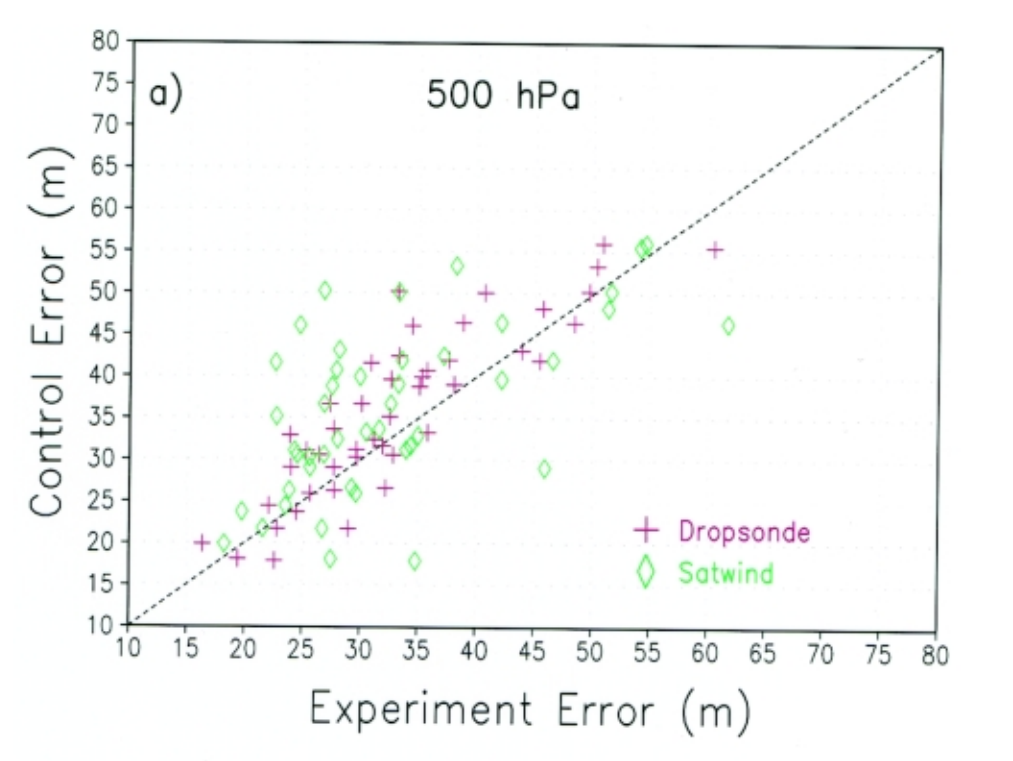 a)
500 hPa
Control Error (m)
80
75
70
65
60
55
50
45
40
35
30
25
20
15
10
Dropsonde
Satwind
10 15 20 25 30 35 40 45 50 55 60 65 70 75 80
Experiment Error (m)